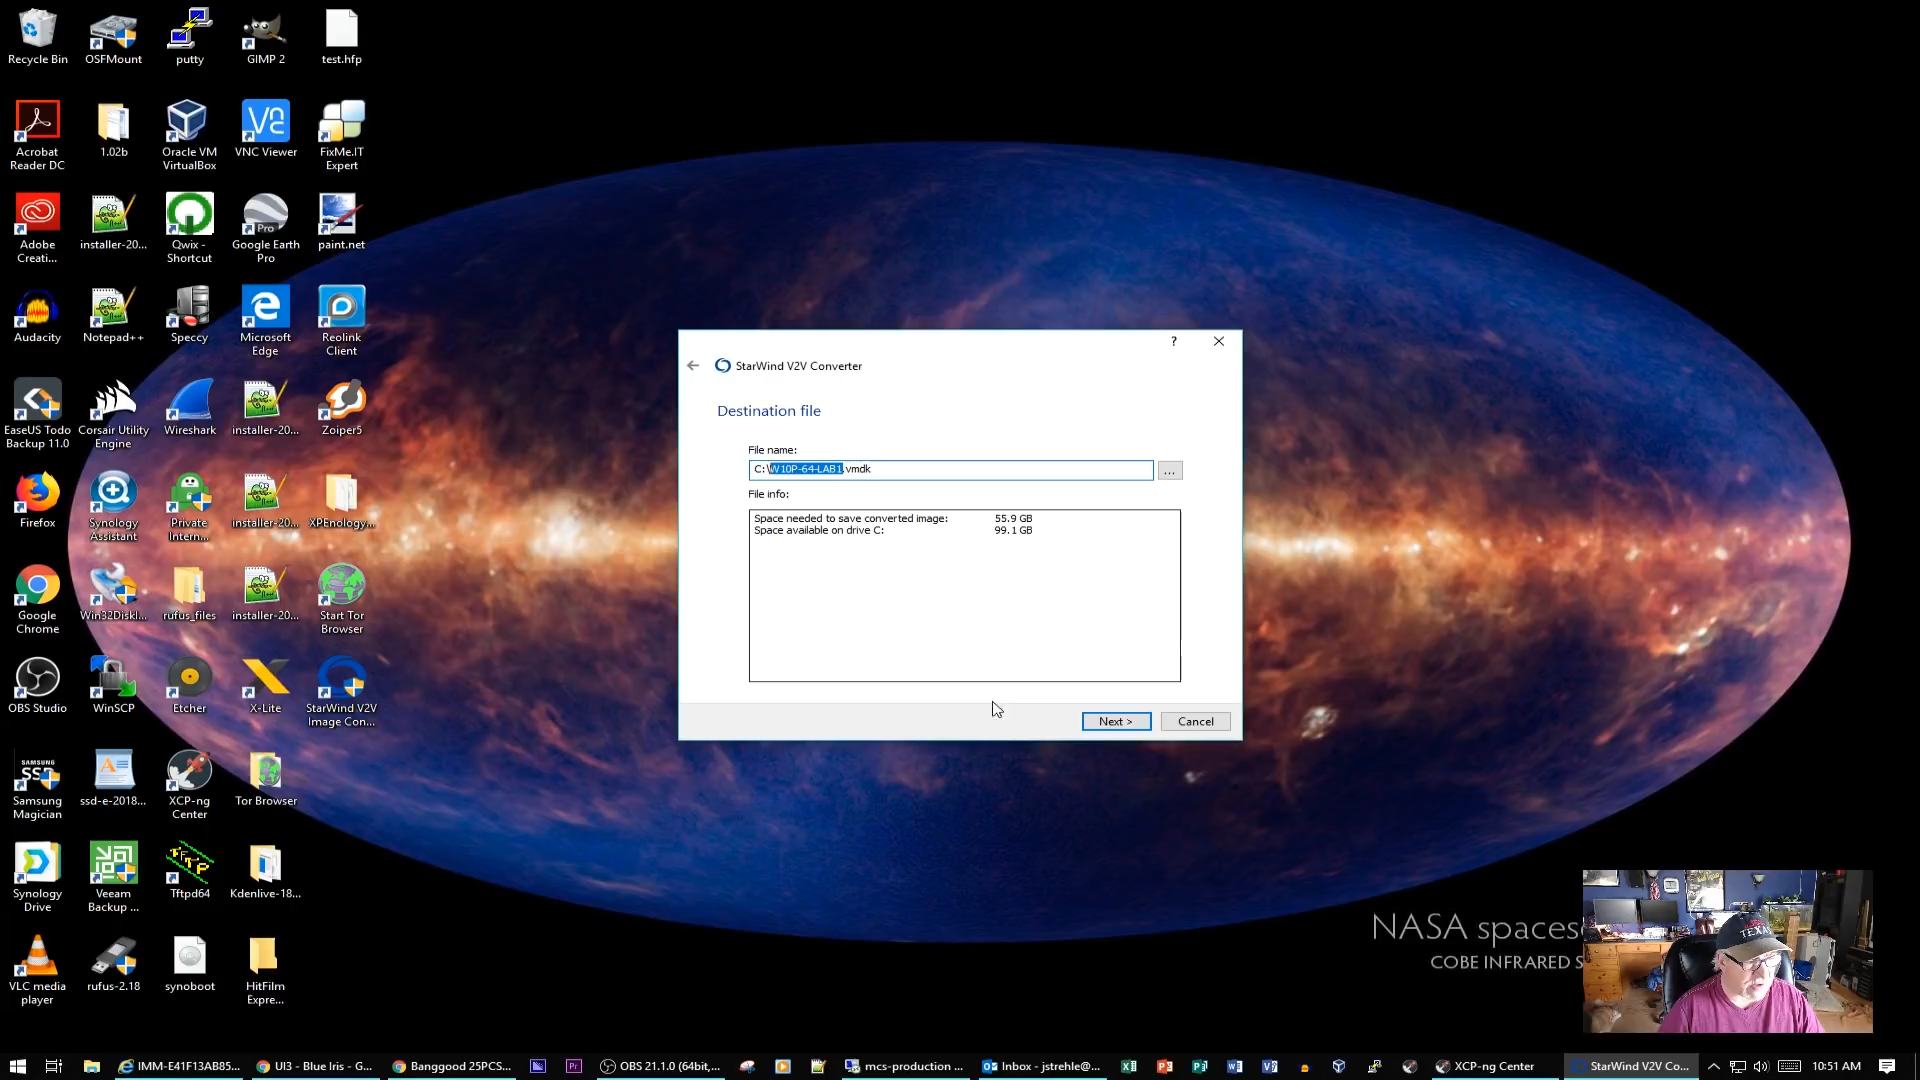 Recycle Bin
OSFMount
putty
GIMP 2
test.hfp
Acrobat
Reader DC
1.02b
Oracle VM
VirtualBox
VNC Viewer
FixMe.IT
Expert
Adobe
Creati...
installer-20...
Qwix -
Shortcut
Pro
Google Earth
Pro
paint.net
Audacity
Notepad++
Speccy
Microsoft
Edge
Reolink
Client
EaseUS Todo
Backup 11.0
Corsair Utility
Engine
Wireshark
installer-20...
Zoiper5
Firefox
Synology
Assistant
Private
Intern...
installer-20...
XPEnology...
Google
Chrome
Win32DiskI...
rufus_files
installer-20...
Start Tor
Browser
OBS Studio
WinSCP
Etcher
X-Lite
StarWind V2V
Image Con...
SAMSUNG
SSD
Samsung
Magician
ssd-e-2018...
XCP-ng
Center
Tor Browser
Synology
Drive
Veeam
Backup ...
Tftpd64
Kdenlive-18...
VLC media
player
rufus-2.18
synoboot
HitFilm
Expre...
?
StarWind V2V Converter
Destination file
File name:
C:\W10P-64-LAB1.vmdk
...
File info:
Space needed to save converted image: 55.9 GB
Space available on drive C: 99.1 GB
Next >
Cancel
NASA spacesc
COBE INFRARED S
TEXAS
IMM-E41F13AB85...
UI3 - Blue Iris - G...
Banggood 25PCS...
Pr
OBS 21.1.0 (64bit,...
mcs-production ...
Inbox - jstrehle@...
XCP-ng Center
StarWind V2V Co...
10:51 AM